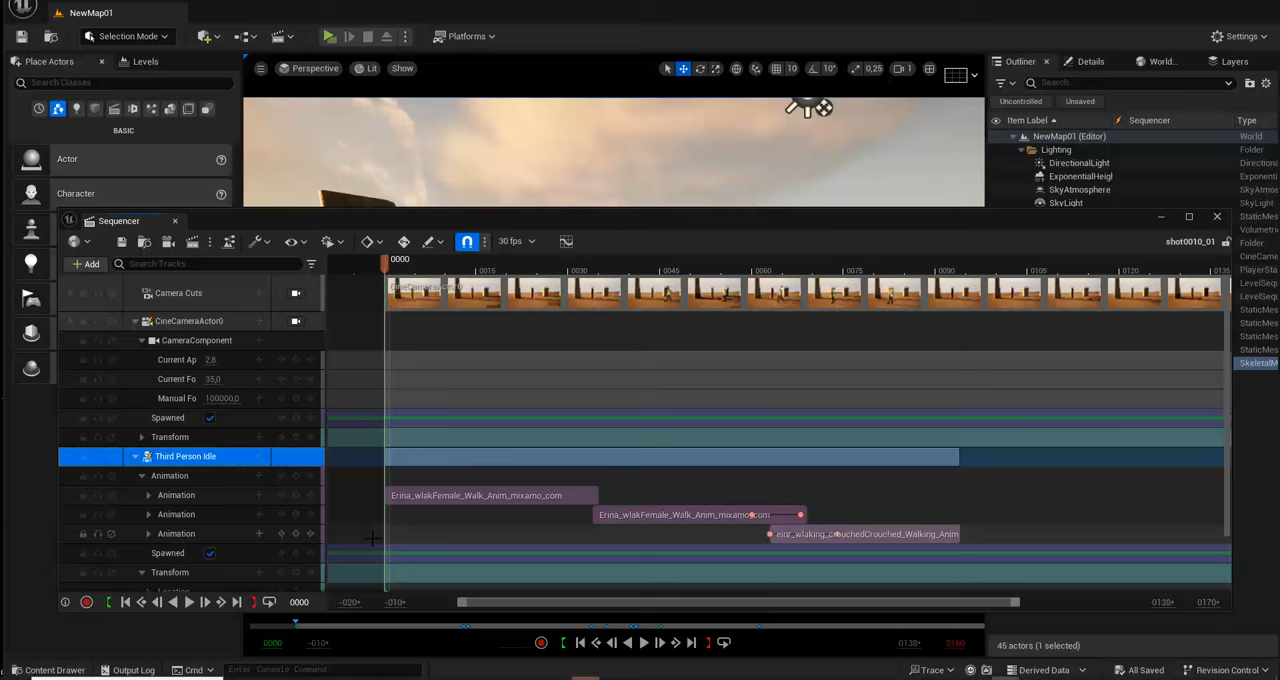 NewMap01
Selection Mode
Platforms
Settings
Place Actors
Levels
Perspective
Lit
Show
10
10°
0,25
1
Outliner
Details
World...
Layers
Search Classes
Search...
Uncontrolled
Unsaved
BASIC
Item Label
Sequencer
Type
NewMap01 (Editor)
World
Lighting
Folder
Actor
DirectionalLight
Directiona
ExponentialHeigh
Exponenti
Character
SkyAtmosphere
SkyAtmos
SkyLight
SkyLight
Sequencer
StaticMes
Volumetri
30 fps
shot0010_01
Folder
Add
Search Tracks
0000
0015
0030
0045
0060
0075
0090
0105
0120
0135
CineCame
PlayerSta
LevelSeq
LevelSeq
StaticMes
StaticMes
StaticMes
StaticMes
SkeletalM
Camera Cuts
CineCameraActor0
CineCameraActor0
CameraComponent
Current Ap
2,8
Current Fo
35,0
Manual Fo
100000,0
Spawned
Transform
Third Person Idle
Animation
Animation
Erina_wlakFemale_Walk_Anim_mixamo_com
Animation
Erina_wlakFemale_Walk_Anim_mixamo_com
Animation
einr_wlaking_crouchedCrouched_Walking_Anim
Spawned
Transform
0000
-020+
-010+
0138+
0170+
0000
-010+
0138+
0150
45 actors (1 selected)
Content Drawer
Output Log
Cmd
Enter Console Command
Trace
Derived Data
All Saved
Revision Control